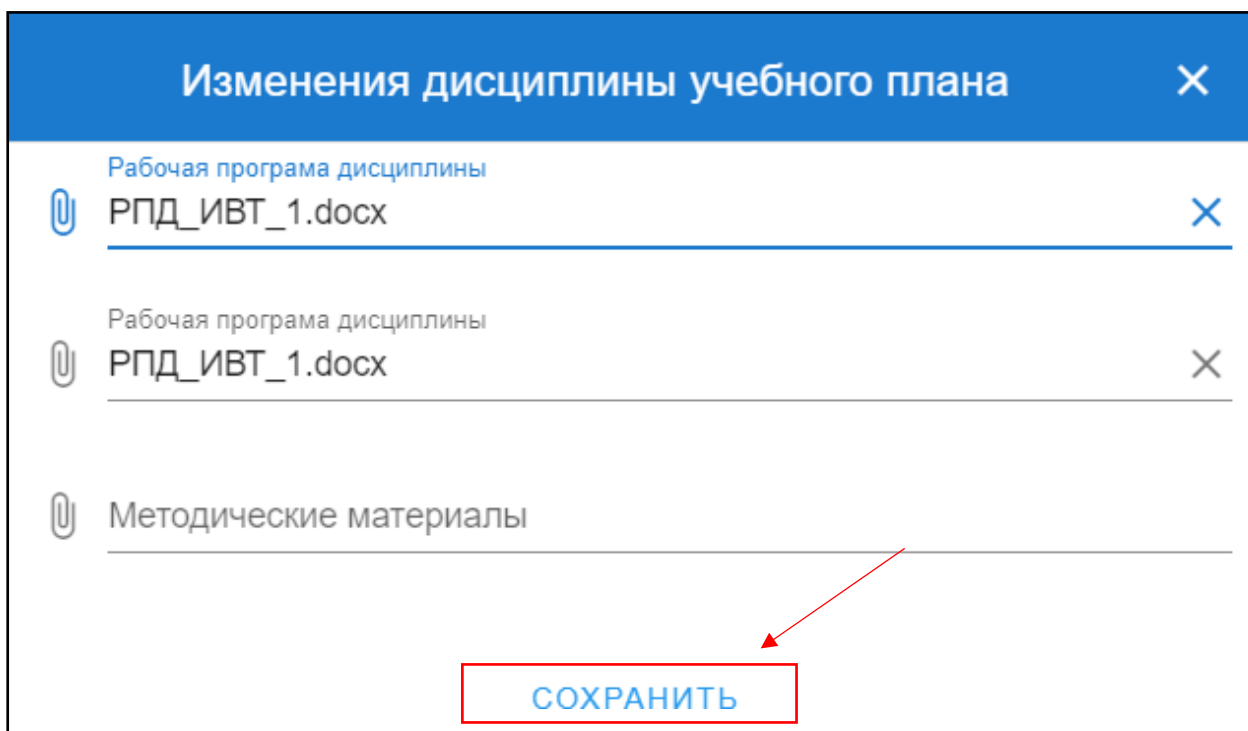 Изменения дисциплины учебного плана
Рабочая програма дисциплины
РПД_ИВТ_1.docx
Рабочая програма дисциплины
РПД_ИВТ_1.docx
Методические материалы
СОХРАНИТЬ